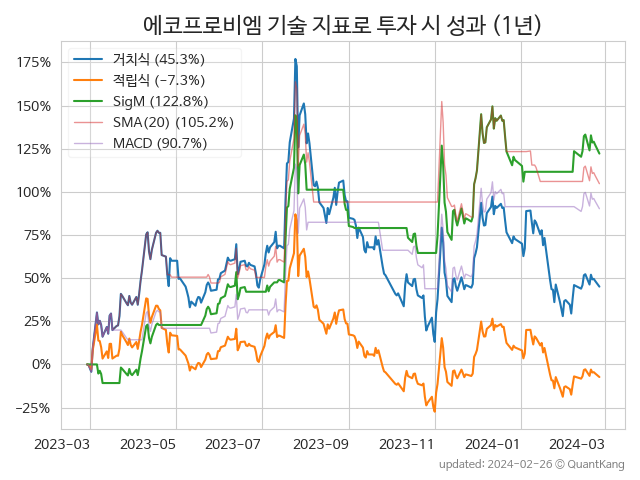 에코프로비엠 기술 지표로 투자 시 성과 (1년)
거치식 (45.3%)
적립식 (-7.3%)
SigM (122.8%)
SMA(20) (105.2%)
MACD (90.7%)
175%
150%
125%
100%
75%
50%
25%
0%
−25%
2023-03 2023-05 2023-07 2023-09 2023-11 2024-01 2024-03
updated: 2024-02-26 ⓒ QuantKang